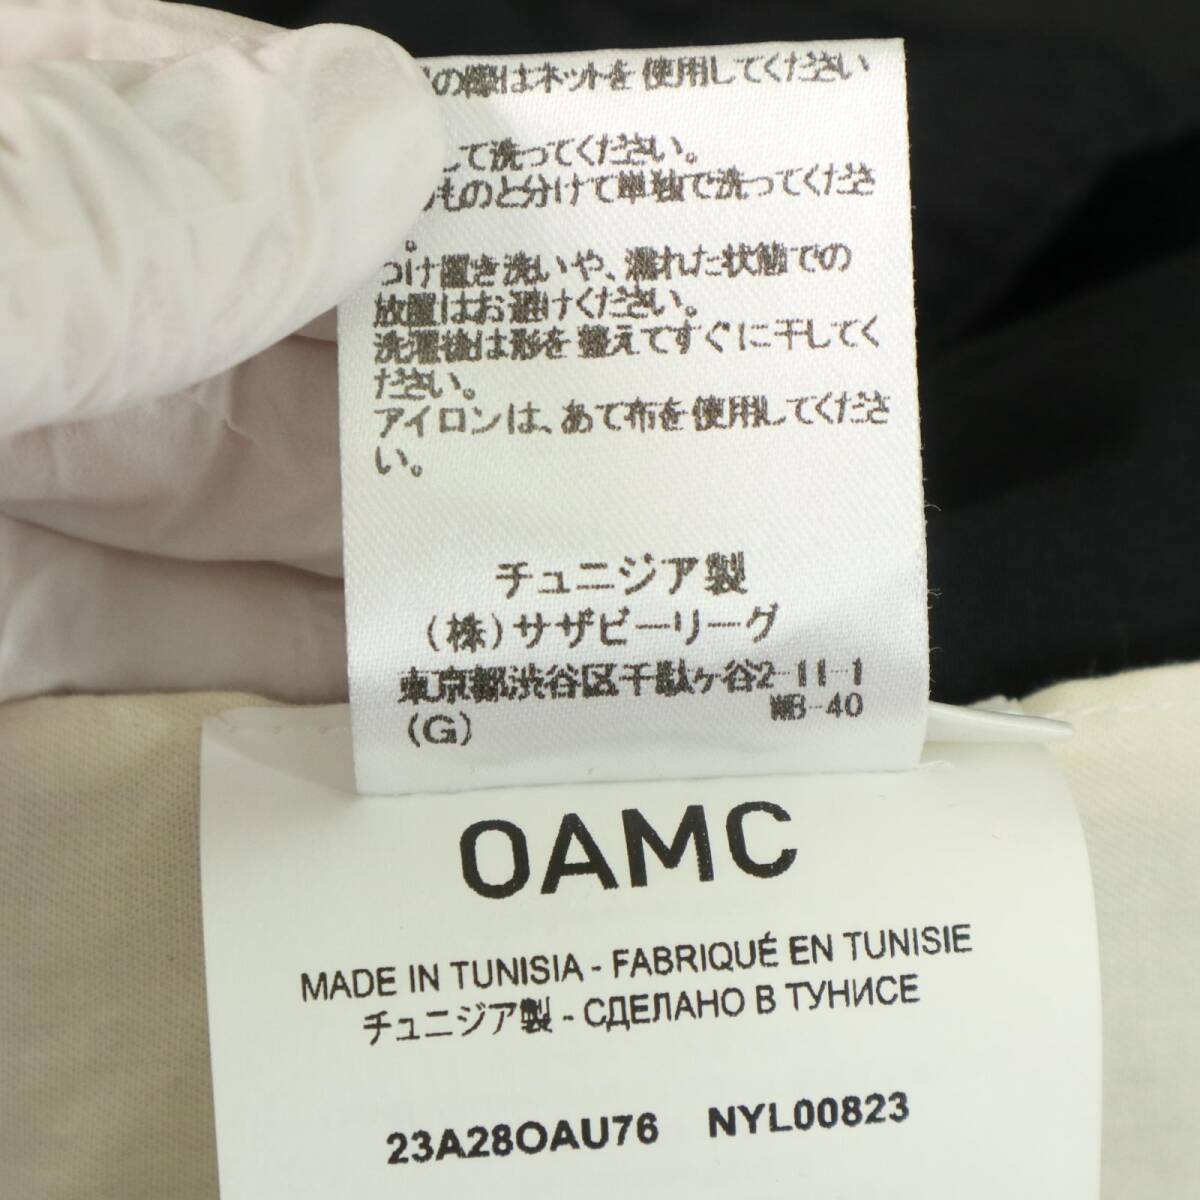 の際はネットを使用してください
して洗ってください。
ものと分けて単独で洗ってくださ
。
つけ置き洗いや、濡れた状態での
放置はお避けください。
洗濯後は形を整えてすぐに干してく
ださい。
アイロンは、あて布を使用してくださ
い。
チュニジア製
(株)サザビーリーグ
東京都渋谷区千駄ヶ谷2-11-1
(G) WB-40
OAMC
MADE IN TUNISIA - FABRIQUÉ EN TUNISIE
チュニジア製 - СДЕЛАНО В ТУНИСЕ
23A28OAU76 NYL00823